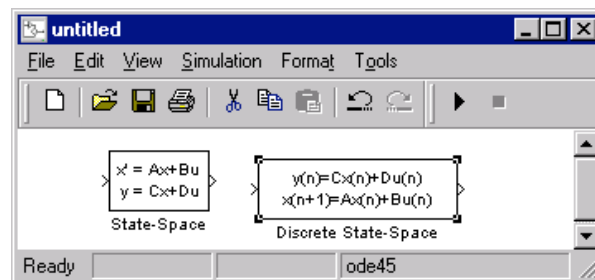 untitled
File Edit View Simulation Format Tools
x' = Ax+Bu
y = Cx+Du
State-Space
y(n)=Cx(n)+Du(n)
x(n+1)=Ax(n)+Bu(n)
Discrete State-Space
Ready ode45